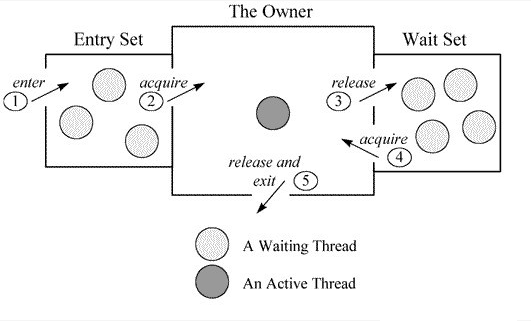 The Owner
Entry Set
Wait Set
enter
1
acquire
2
release
3
acquire
4
release and
exit
5
A Waiting Thread
An Active Thread